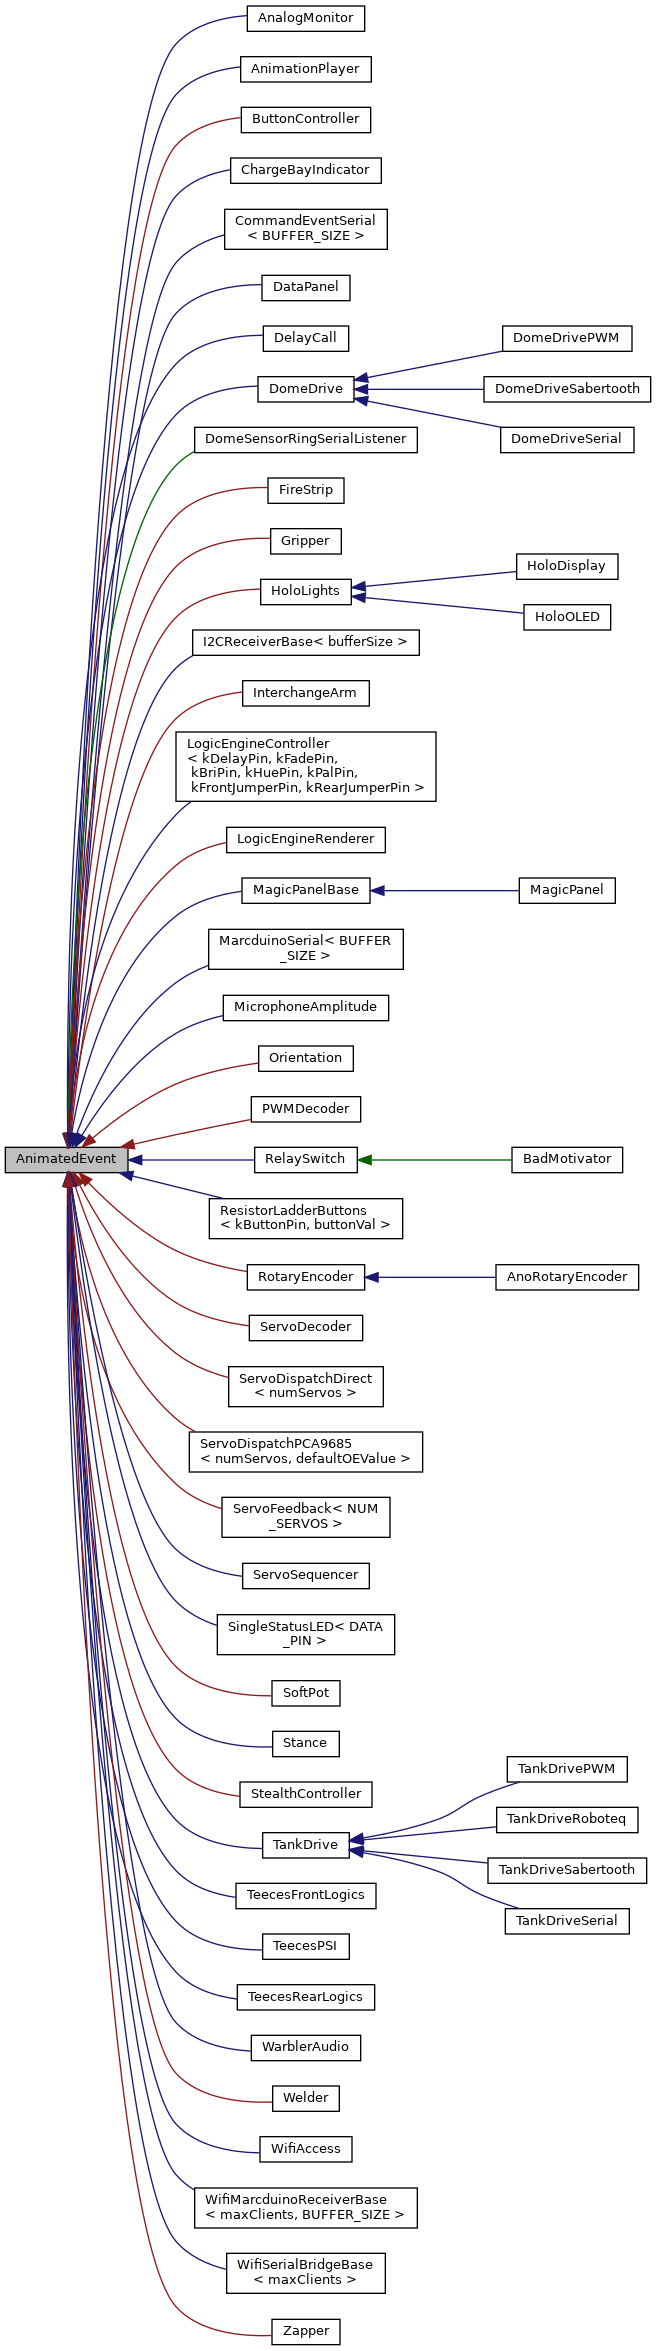 AnalogMonitor
AnimationPlayer
ButtonController
ChargeBayIndicator
CommandEventSerial
< BUFFER_SIZE >
DataPanel
DelayCall
DomeDrivePWM
DomeDrive
DomeDriveSabertooth
DomeDriveSerial
DomeSensorRingSerialListener
FireStrip
Gripper
HoloDisplay
HoloLights
HoloOLED
I2CReceiverBase< bufferSize >
InterchangeArm
LogicEngineController
< kDelayPin, kFadePin,
kBriPin, kHuePin, kPalPin,
kFrontJumperPin, kRearJumperPin >
LogicEngineRenderer
MagicPanelBase
MagicPanel
MarcduinoSerial< BUFFER
_SIZE >
MicrophoneAmplitude
Orientation
PWMDecoder
AnimatedEvent
RelaySwitch
BadMotivator
ResistorLadderButtons
< kButtonPin, buttonVal >
RotaryEncoder
AnoRotaryEncoder
ServoDecoder
ServoDispatchDirect
< numServos >
ServoDispatchPCA9685
< numServos, defaultOEValue >
ServoFeedback< NUM
_SERVOS >
ServoSequencer
SingleStatusLED< DATA
_PIN >
SoftPot
Stance
TankDrivePWM
StealthController
TankDriveRoboteq
TankDrive
TankDriveSabertooth
TeecesFrontLogics
TankDriveSerial
TeecesPSI
TeecesRearLogics
WarblerAudio
Welder
WifiAccess
WifiMarcduinoReceiverBase
< maxClients, BUFFER_SIZE >
WifiSerialBridgeBase
< maxClients >
Zapper